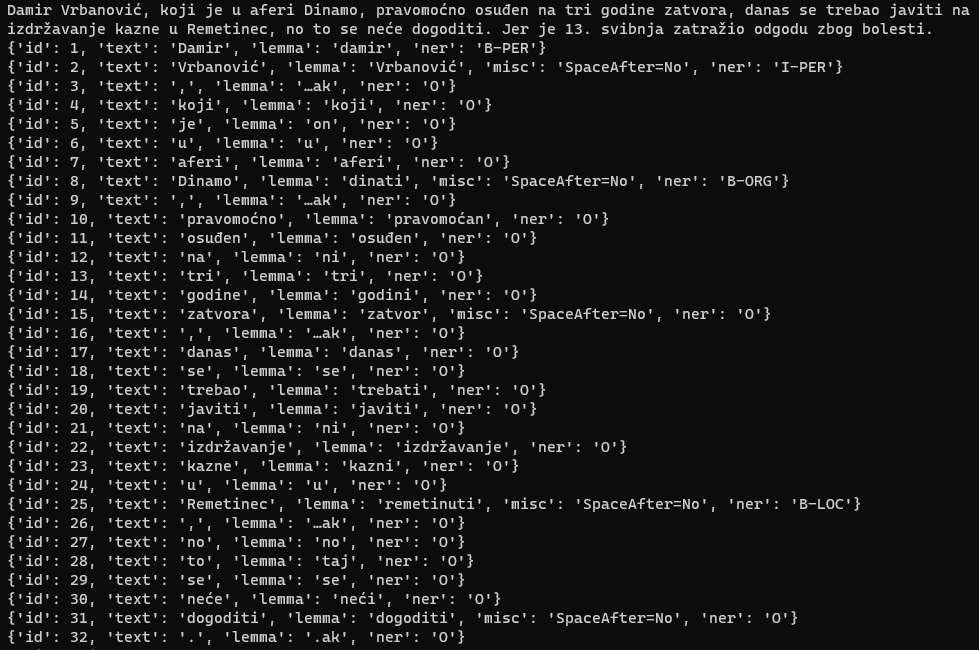 Damir Vrbanović, koji je u aferi Dinamo, pravomoćno osuđen na tri godine zatvora, danas se trebao javiti na
izdržavanje kazne u Remetinec, no to se neće dogoditi. Jer je 13. svibnja zatražio odgodu zbog bolesti.
{'id': 1, 'text': 'Damir', 'lemma': 'damir', 'ner': 'B-PER'}
{'id': 2, 'text': 'Vrbanović', 'lemma': 'Vrbanović', 'misc': 'SpaceAfter=No', 'ner': 'I-PER'}
{'id': 3, 'text': ',', 'lemma': '…ak', 'ner': 'O'}
{'id': 4, 'text': 'koji', 'lemma': 'koji', 'ner': 'O'}
{'id': 5, 'text': 'je', 'lemma': 'on', 'ner': 'O'}
{'id': 6, 'text': 'u', 'lemma': 'u', 'ner': 'O'}
{'id': 7, 'text': 'aferi', 'lemma': 'aferi', 'ner': 'O'}
{'id': 8, 'text': 'Dinamo', 'lemma': 'dinati', 'misc': 'SpaceAfter=No', 'ner': 'B-ORG'}
{'id': 9, 'text': ',', 'lemma': '…ak', 'ner': 'O'}
{'id': 10, 'text': 'pravomoćno', 'lemma': 'pravomoćan', 'ner': 'O'}
{'id': 11, 'text': 'osuđen', 'lemma': 'osuđen', 'ner': 'O'}
{'id': 12, 'text': 'na', 'lemma': 'ni', 'ner': 'O'}
{'id': 13, 'text': 'tri', 'lemma': 'tri', 'ner': 'O'}
{'id': 14, 'text': 'godine', 'lemma': 'godini', 'ner': 'O'}
{'id': 15, 'text': 'zatvora', 'lemma': 'zatvor', 'misc': 'SpaceAfter=No', 'ner': 'O'}
{'id': 16, 'text': ',', 'lemma': '…ak', 'ner': 'O'}
{'id': 17, 'text': 'danas', 'lemma': 'danas', 'ner': 'O'}
{'id': 18, 'text': 'se', 'lemma': 'se', 'ner': 'O'}
{'id': 19, 'text': 'trebao', 'lemma': 'trebati', 'ner': 'O'}
{'id': 20, 'text': 'javiti', 'lemma': 'javiti', 'ner': 'O'}
{'id': 21, 'text': 'na', 'lemma': 'ni', 'ner': 'O'}
{'id': 22, 'text': 'izdržavanje', 'lemma': 'izdržavanje', 'ner': 'O'}
{'id': 23, 'text': 'kazne', 'lemma': 'kazni', 'ner': 'O'}
{'id': 24, 'text': 'u', 'lemma': 'u', 'ner': 'O'}
{'id': 25, 'text': 'Remetinec', 'lemma': 'remetinuti', 'misc': 'SpaceAfter=No', 'ner': 'B-LOC'}
{'id': 26, 'text': ',', 'lemma': '…ak', 'ner': 'O'}
{'id': 27, 'text': 'no', 'lemma': 'no', 'ner': 'O'}
{'id': 28, 'text': 'to', 'lemma': 'taj', 'ner': 'O'}
{'id': 29, 'text': 'se', 'lemma': 'se', 'ner': 'O'}
{'id': 30, 'text': 'neće', 'lemma': 'neći', 'ner': 'O'}
{'id': 31, 'text': 'dogoditi', 'lemma': 'dogoditi', 'misc': 'SpaceAfter=No', 'ner': 'O'}
{'id': 32, 'text': '.', 'lemma': '.ak', 'ner': 'O'}